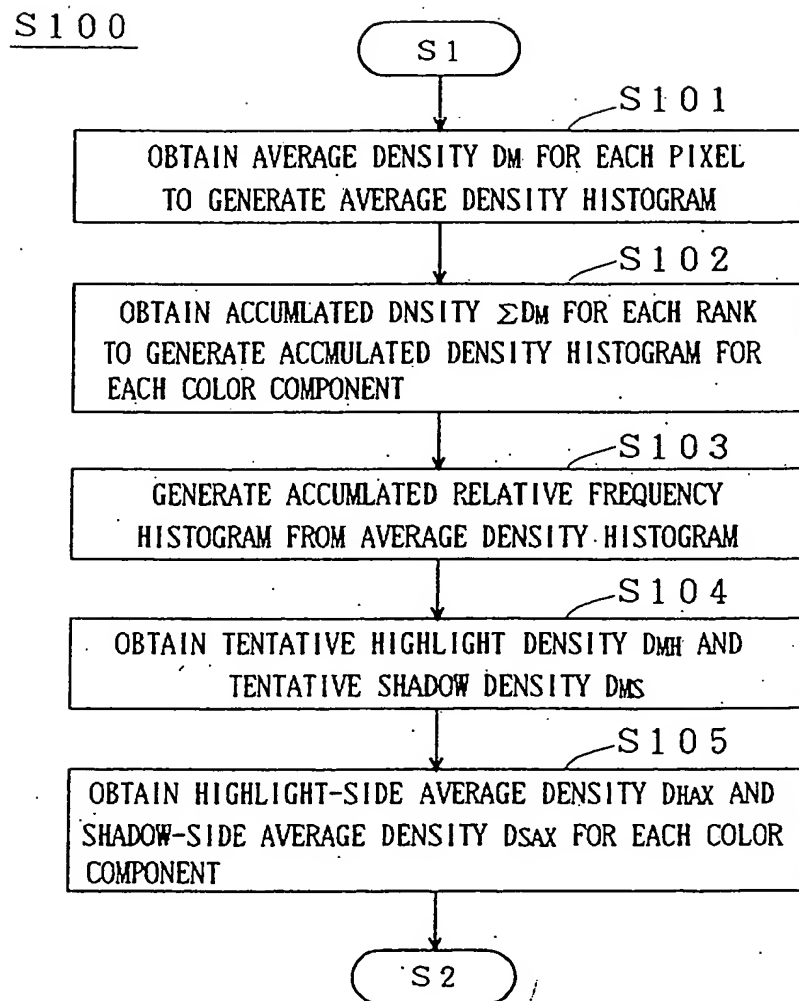 S100
S1
S101
OBTAIN AVERAGE DENSITY DM FOR EACH PIXEL
TO GENERATE AVERAGE DENSITY HISTOGRAM
S102
OBTAIN ACCUMLATED DNSITY ΣDM FOR EACH RANK
TO GENERATE ACCMULATED DENSITY HISTOGRAM FOR
EACH COLOR COMPONENT
S103
GENERATE ACCUMLATED RELATIVE FREQUENCY
HISTOGRAM FROM AVERAGE DENSITY HISTOGRAM
S104
OBTAIN TENTATIVE HIGHLIGHT DENSITY DMH AND
TENTATIVE SHADOW DENSITY DMS
S105
OBTAIN HIGHLIGHT-SIDE AVERAGE DENSITY DHAX AND
SHADOW-SIDE AVERAGE DENSITY DSAX FOR EACH COLOR
COMPONENT
S2